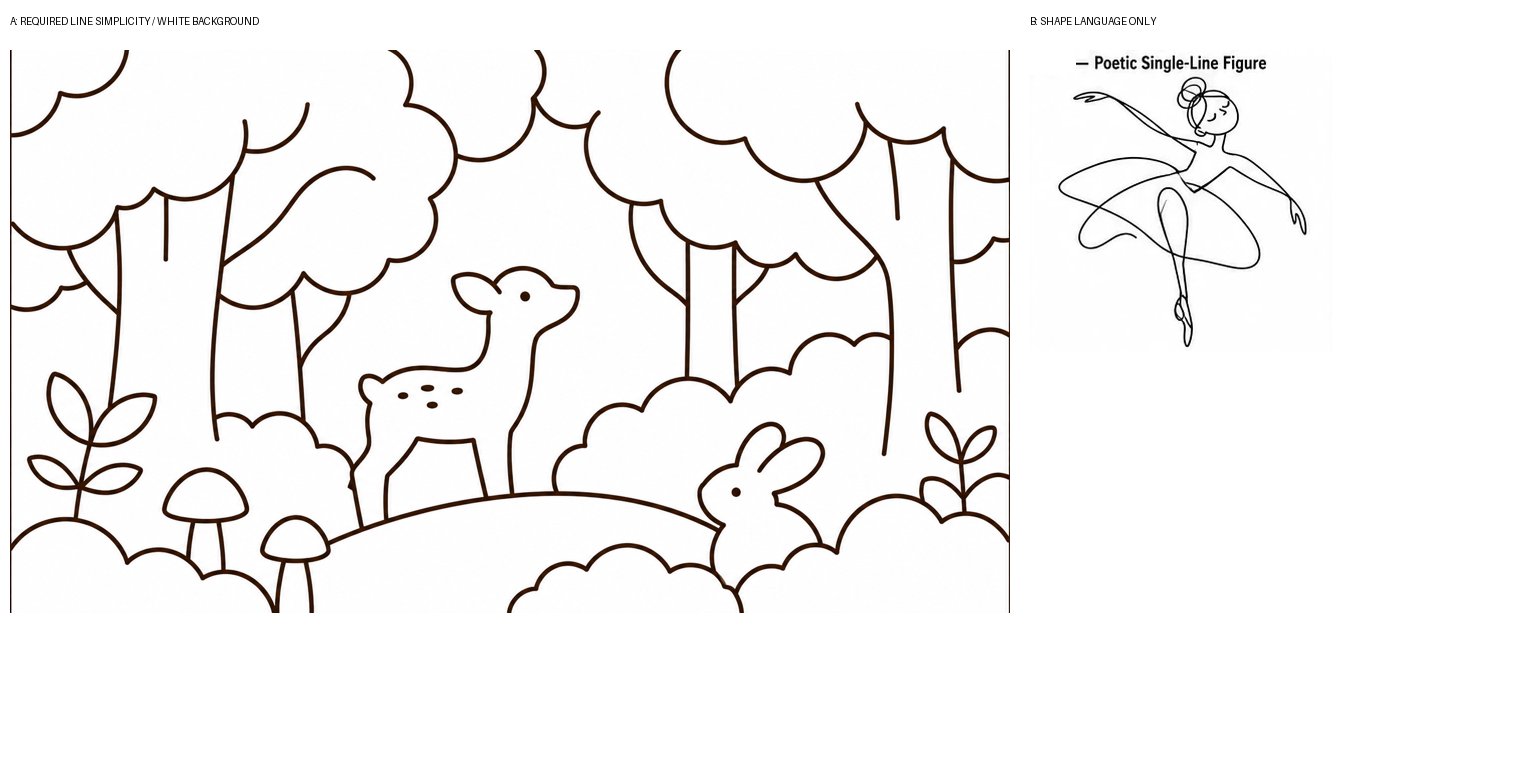 A: REQUIRED LINE SIMPLICITY / WHITE BACKGROUND
B: SHAPE LANGUAGE ONLY
— Poetic Single-Line Figure